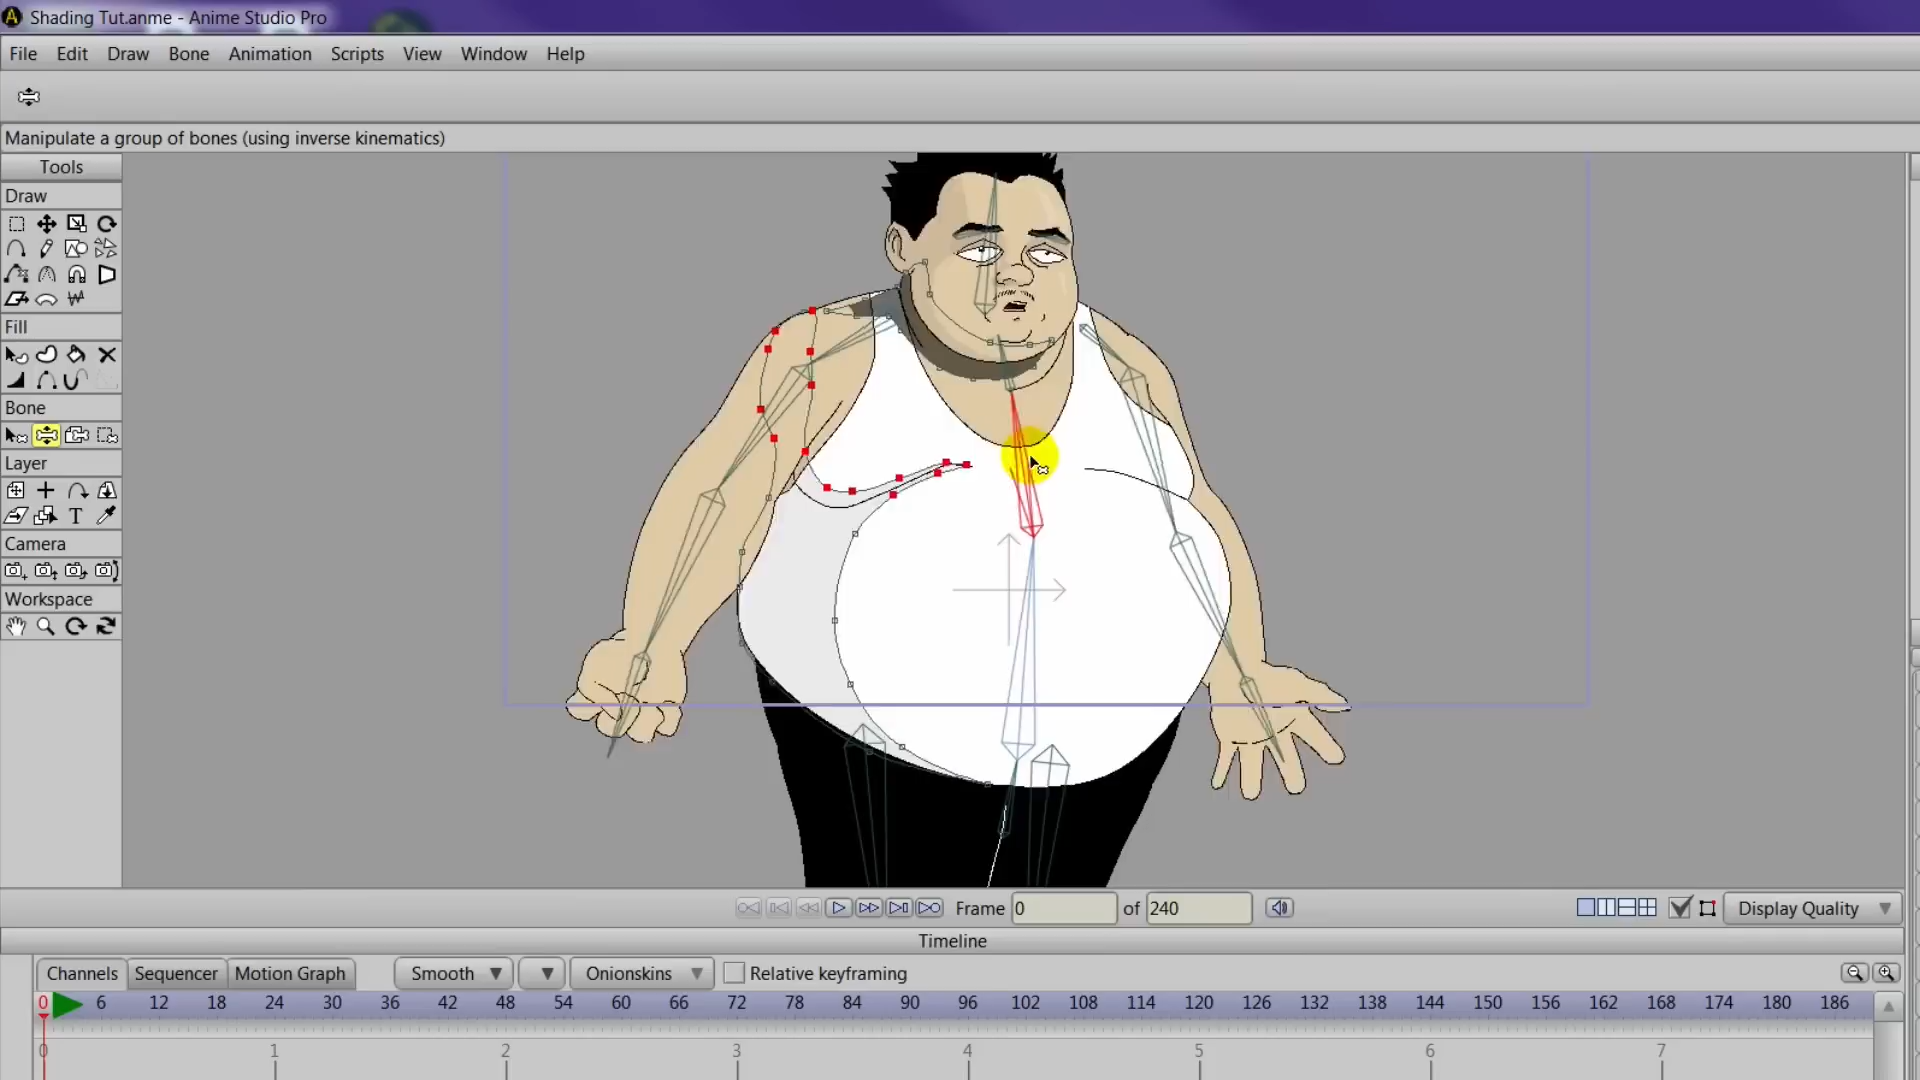 Shading Tut.anme - Anime Studio Pro
File Edit Draw Bone Animation Scripts View Window Help
Manipulate a group of bones (using inverse kinematics)
Tools
Draw
Fill
Bone
Layer
T
Camera
Workspace
Frame 0 of 240 Display Quality
Timeline
Channels Sequencer Motion Graph Smooth Onionskins Relative keyframing
0 6 12 18 24 30 36 42 48 54 60 66 72 78 84 90 96 102 108 114 120 126 132 138 144 150 156 162 168 174 180 186
0 1 2 3 4 5 6 7